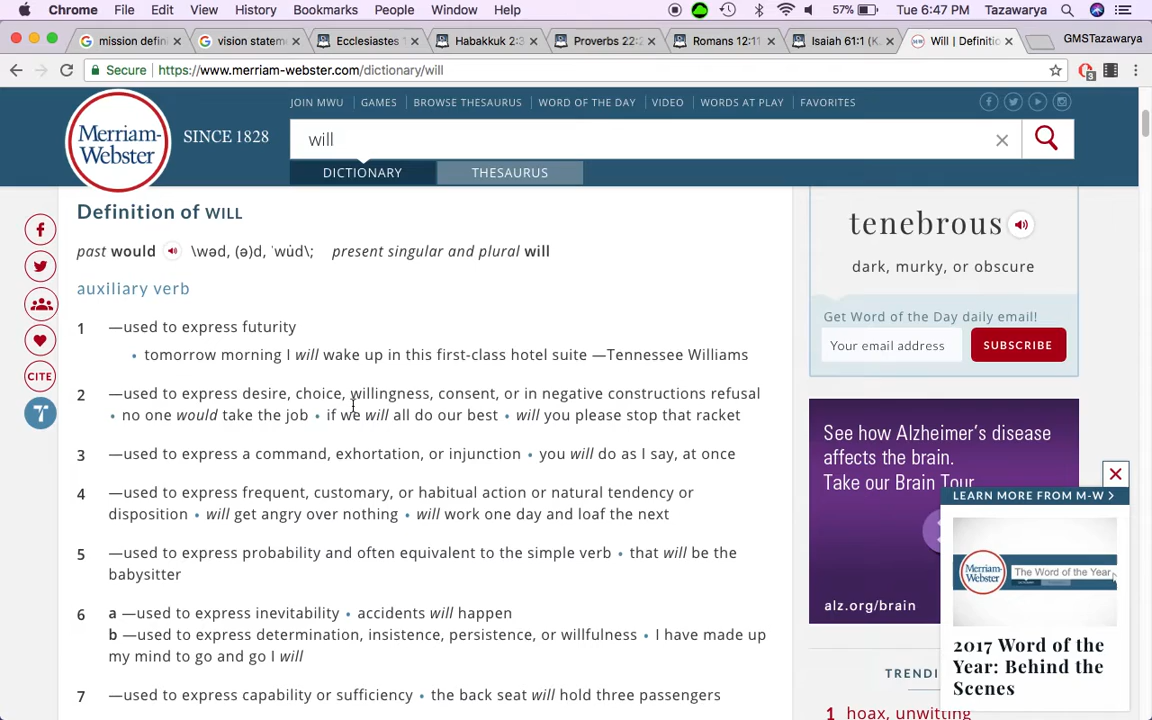 Chrome File Edit View History Bookmarks People Window Help 57% Tue 6:47 PM Tazawarya
mission defin vision statem Ecclesiastes 1 Habakkuk 2:3 Proverbs 22:2 Romans 12:11 Isaiah 61:1 (K. Will | Definitio GMSTazawarya
Secure https://www.merriam-webster.com/dictionary/will
JOIN MWU GAMES BROWSE THESAURUS WORD OF THE DAY VIDEO WORDS AT PLAY FAVORITES
Merriam-
Webster
SINCE 1828
will
DICTIONARY THESAURUS
Definition of WILL
past would \wəd, (ə)d, ˈwu̇d\; present singular and plural will
auxiliary verb
1 —used to express futurity
• tomorrow morning I will wake up in this first-class hotel suite —Tennessee Williams
2 —used to express desire, choice, willingness, consent, or in negative constructions refusal
• no one would take the job • if we will all do our best • will you please stop that racket
3 —used to express a command, exhortation, or injunction • you will do as I say, at once
4 —used to express frequent, customary, or habitual action or natural tendency or
disposition • will get angry over nothing • will work one day and loaf the next
5 —used to express probability and often equivalent to the simple verb • that will be the
babysitter
6 a —used to express inevitability • accidents will happen
b —used to express determination, insistence, persistence, or willfulness • I have made up
my mind to go and go I will
7 —used to express capability or sufficiency • the back seat will hold three passengers
CITE
tenebrous
dark, murky, or obscure
Get Word of the Day daily email!
Your email address SUBSCRIBE
See how Alzheimer's disease
affects the brain.
Take our Brain Tour
alz.org/brain
LEARN MORE FROM M-W >
Merriam-
Webster
The Word of the Year
2017 Word of the
Year: Behind the
Scenes
TRENDI
1 hoax, unwitting